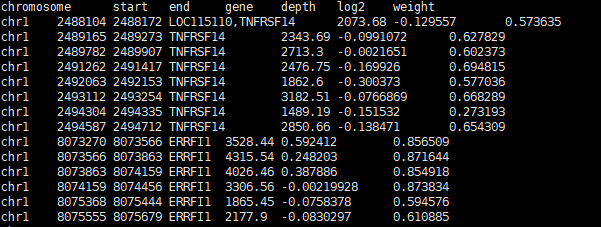 chromosome start end gene depth log2 weight
chr1 2488104 2488172 LOC115110,TNFRSF14 2073.68 -0.129557 0.573635
chr1 2489165 2489273 TNFRSF14 2343.69 -0.0991072 0.627829
chr1 2489782 2489907 TNFRSF14 2713.3 -0.0021651 0.602373
chr1 2491262 2491417 TNFRSF14 2476.75 -0.169926 0.694815
chr1 2492063 2492153 TNFRSF14 1862.6 -0.300373 0.577036
chr1 2493112 2493254 TNFRSF14 3182.51 -0.0766869 0.668289
chr1 2494304 2494335 TNFRSF14 1489.19 -0.151532 0.273193
chr1 2494587 2494712 TNFRSF14 2850.66 -0.138471 0.654309
chr1 8073270 8073566 ERRFI1 3528.44 0.592412 0.856509
chr1 8073566 8073863 ERRFI1 4315.54 0.248203 0.871644
chr1 8073863 8074159 ERRFI1 4026.46 0.387886 0.854918
chr1 8074159 8074456 ERRFI1 3306.56 -0.00219928 0.873834
chr1 8075368 8075444 ERRFI1 1865.45 -0.0758378 0.594576
chr1 8075555 8075679 ERRFI1 2177.9 -0.0830297 0.610885